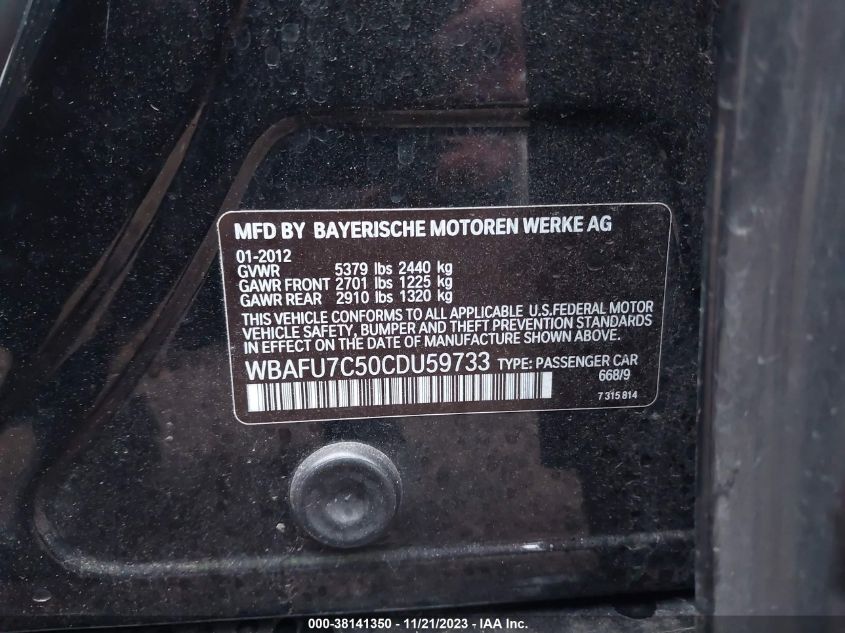 MFD BY BAYERISCHE MOTOREN WERKE AG
01-2012
GVWR 5379 lbs 2440 kg
GAWR FRONT 2701 lbs 1225 kg
GAWR REAR 2910 lbs 1320 kg
THIS VEHICLE CONFORMS TO ALL APPLICABLE U.S.FEDERAL MOTOR
VEHICLE SAFETY, BUMPER AND THEFT PREVENTION STANDARDS
IN EFFECT ON THE DATE OF MANUFACTURE SHOWN ABOVE.
WBAFU7C50CDU59733 TYPE: PASSENGER CAR
668/9
7 315 814
000-38141350 - 11/21/2023 - IAA Inc.